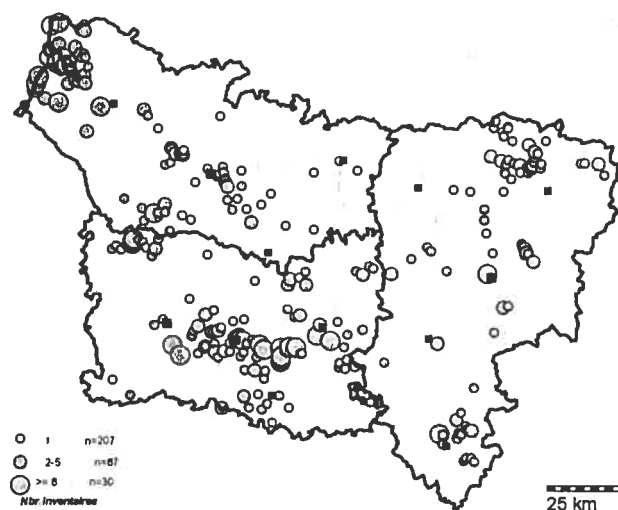 1 n=207
2-5 n=67
>= 6 n=30
Nbr inventaires
25 km